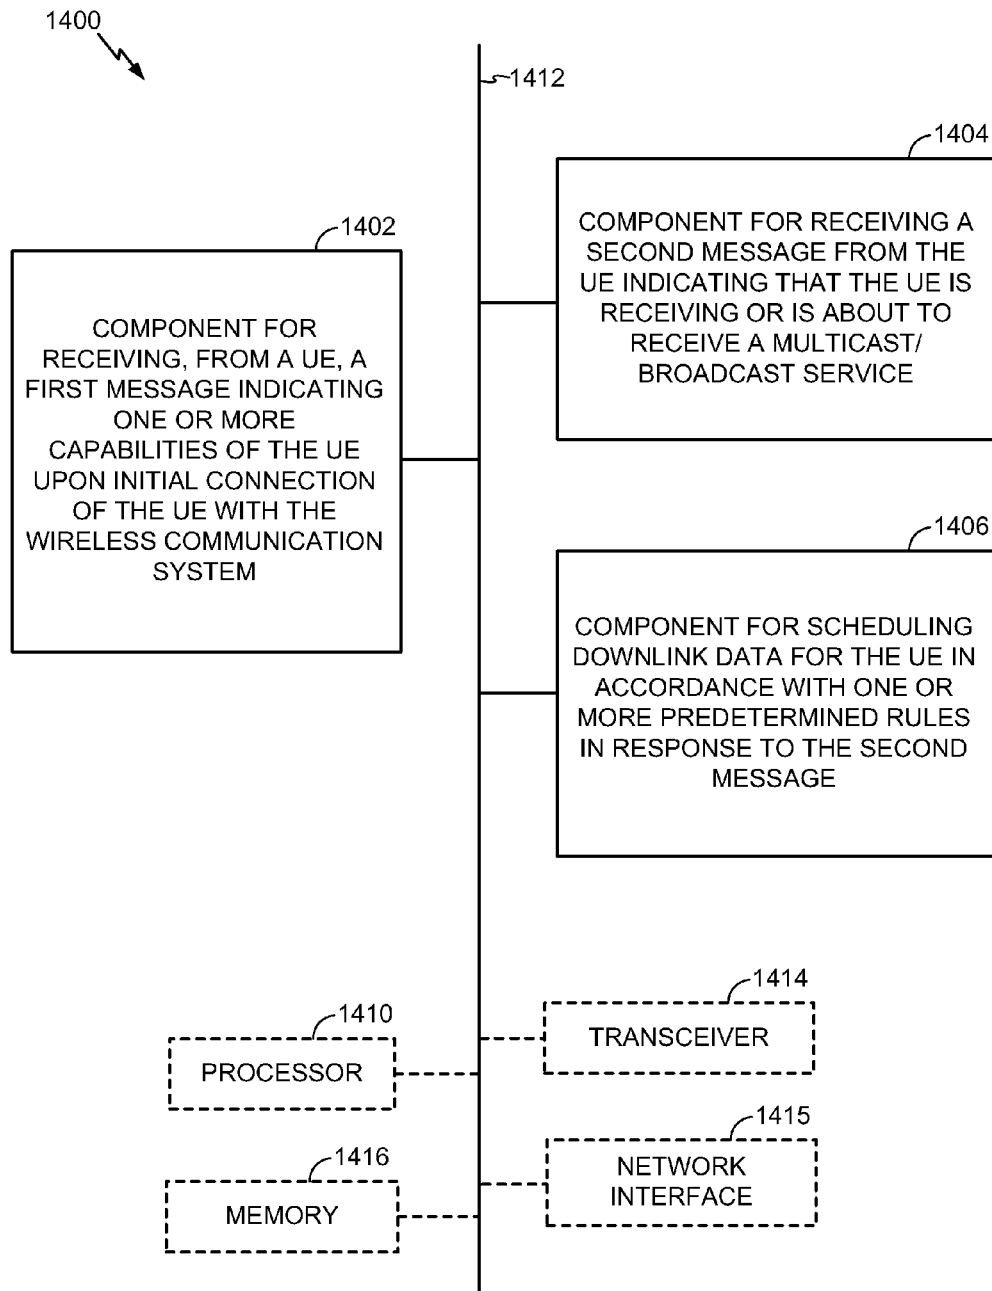 1400
1412
1404
COMPONENT FOR RECEIVING A
SECOND MESSAGE FROM THE
UE INDICATING THAT THE UE IS
RECEIVING OR IS ABOUT TO
RECEIVE A MULTICAST/
BROADCAST SERVICE
1402
COMPONENT FOR
RECEIVING, FROM A UE, A
FIRST MESSAGE INDICATING
ONE OR MORE
CAPABILITIES OF THE UE
UPON INITIAL CONNECTION
OF THE UE WITH THE
WIRELESS COMMUNICATION
SYSTEM
1406
COMPONENT FOR SCHEDULING
DOWNLINK DATA FOR THE UE IN
ACCORDANCE WITH ONE OR
MORE PREDETERMINED RULES
IN RESPONSE TO THE SECOND
MESSAGE
1410
PROCESSOR
1414
TRANSCEIVER
1416
MEMORY
1415
NETWORK
INTERFACE